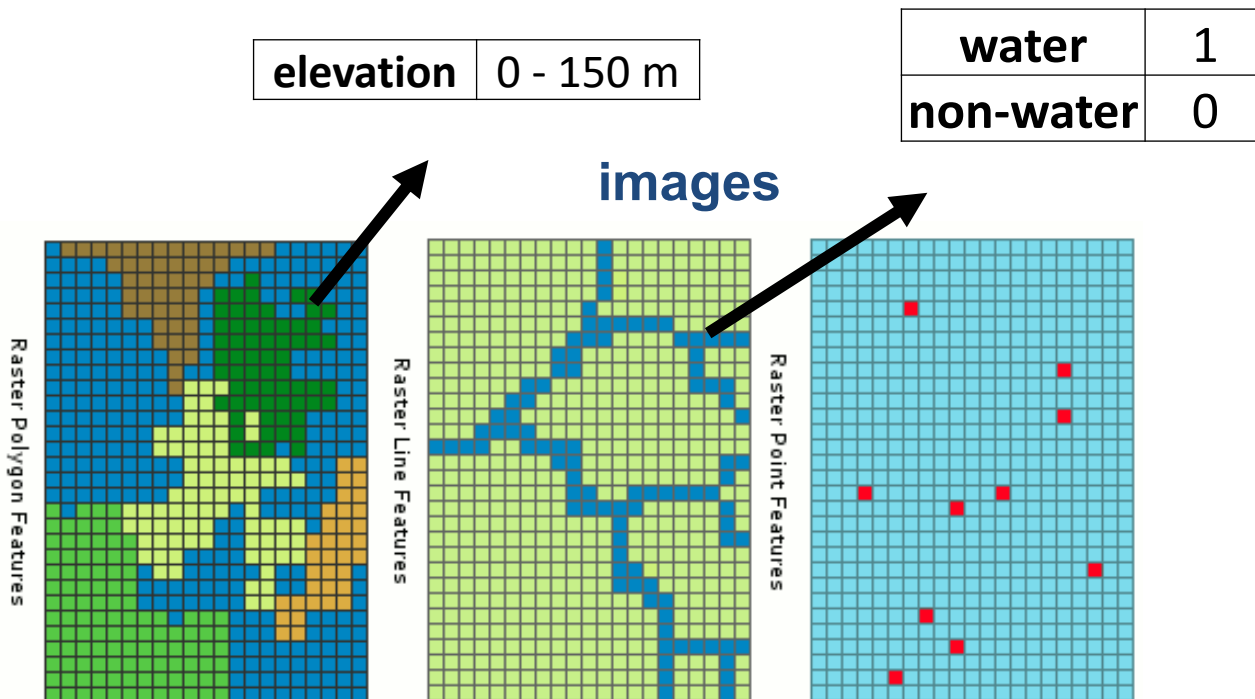 elevation 0 - 150 m
water 1
non-water 0
images
Raster Polygon Features
Raster Line Features
Raster Point Features